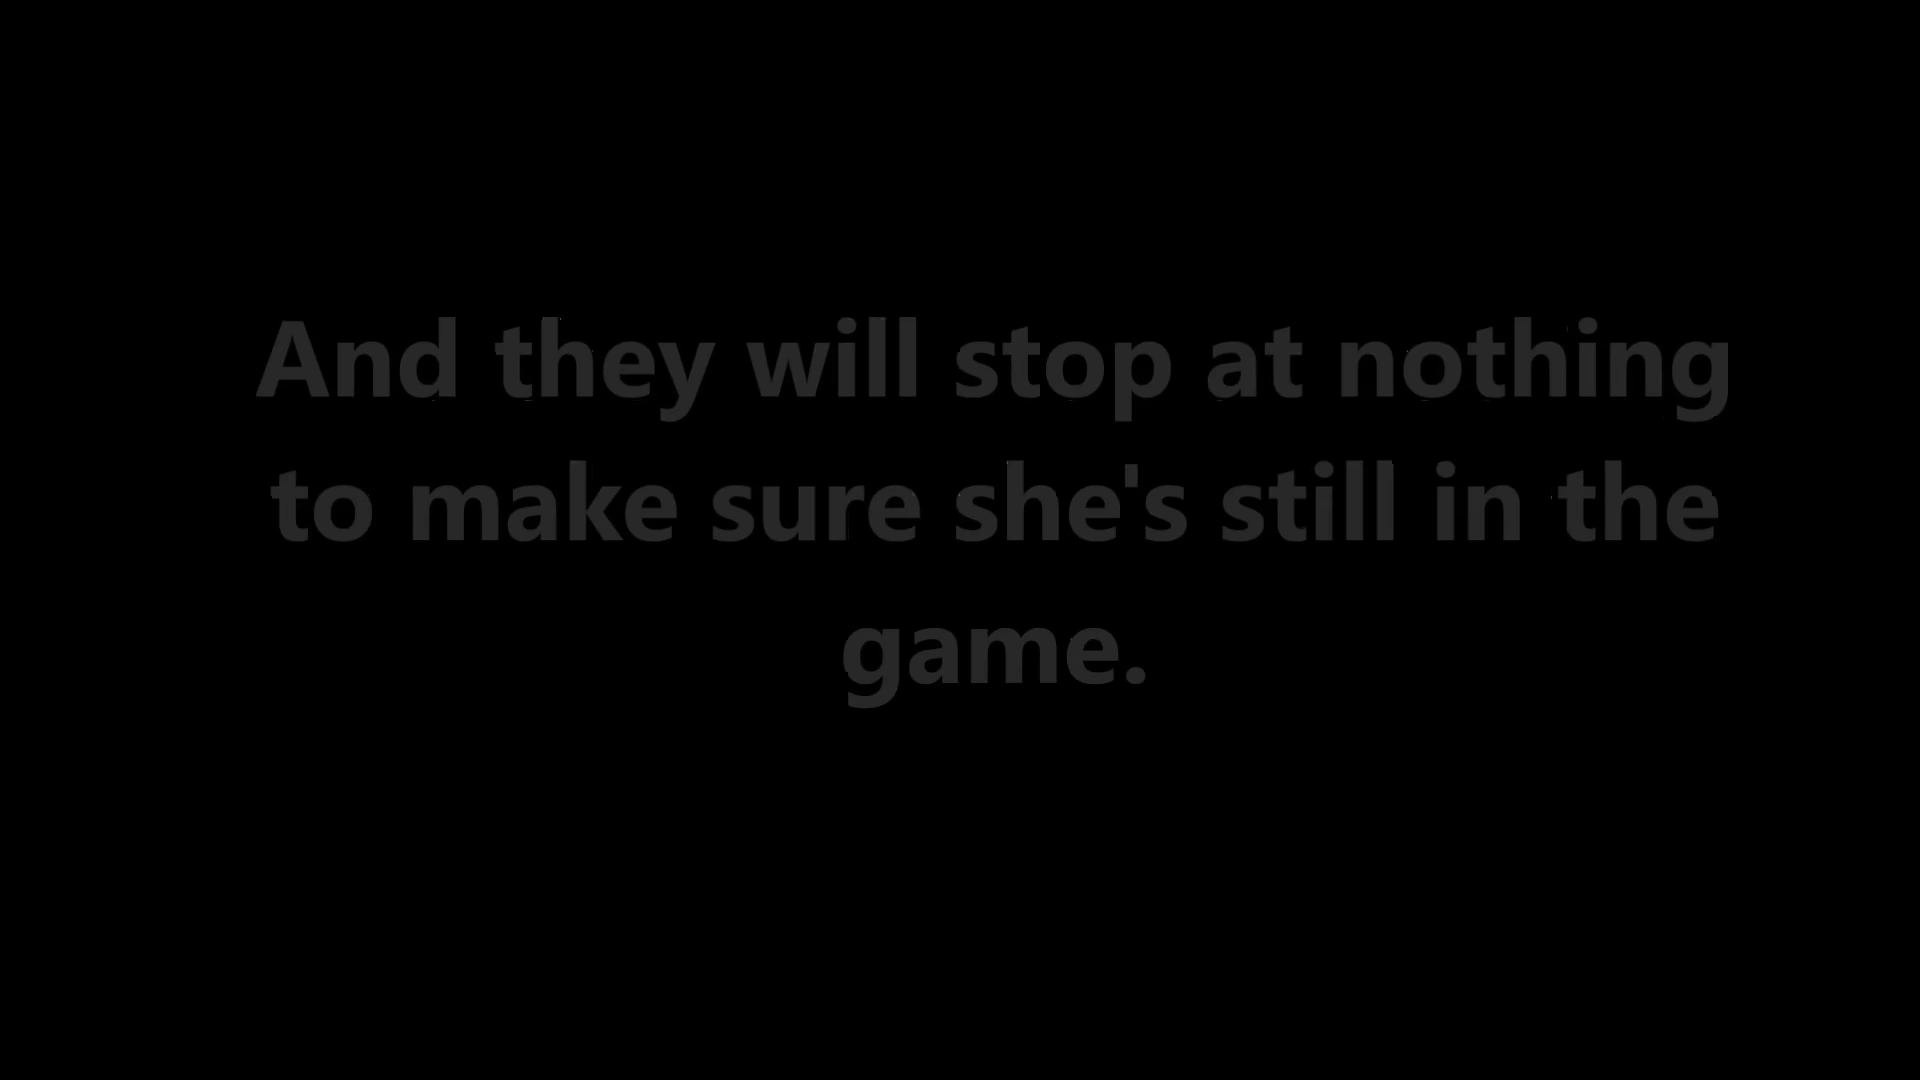 And they will stop at nothing
to make sure she's still in the
game.